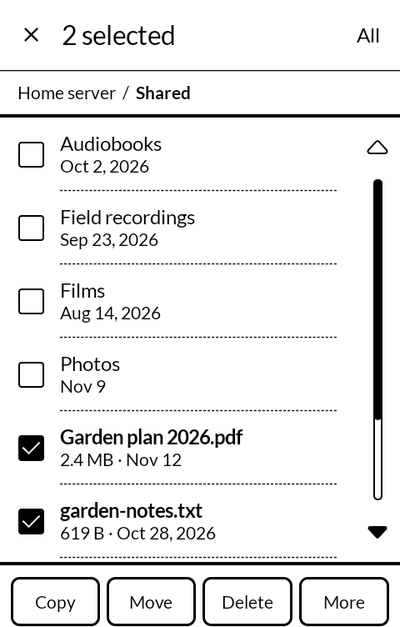 2 selected
All
Home server / Shared
Audiobooks
Oct 2, 2026
Field recordings
Sep 23, 2026
Films
Aug 14, 2026
Photos
Nov 9
Garden plan 2026.pdf
2.4 MB · Nov 12
garden-notes.txt
619 B · Oct 28, 2026
Copy
Move
Delete
More